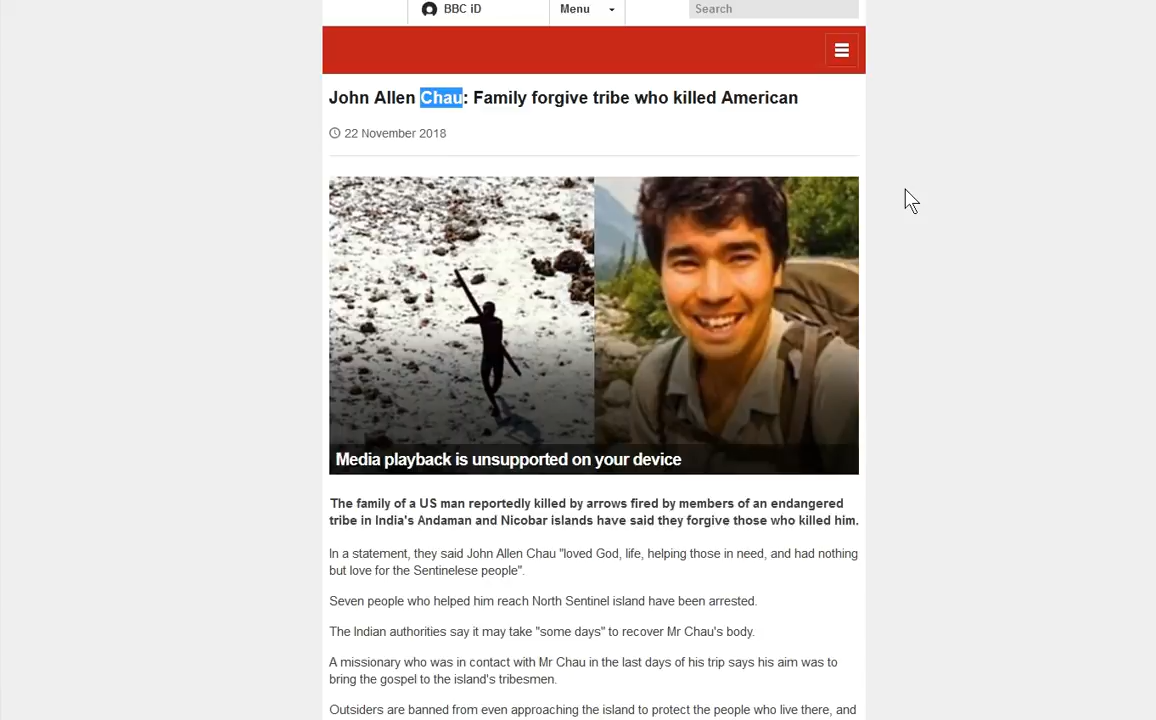 BBC iD
Menu
Search
John Allen Chau: Family forgive tribe who killed American
22 November 2018
Media playback is unsupported on your device
The family of a US man reportedly killed by arrows fired by members of an endangered
tribe in India's Andaman and Nicobar islands have said they forgive those who killed him.
In a statement, they said John Allen Chau "loved God, life, helping those in need, and had nothing
but love for the Sentinelese people".
Seven people who helped him reach North Sentinel island have been arrested.
The Indian authorities say it may take "some days" to recover Mr Chau's body.
A missionary who was in contact with Mr Chau in the last days of his trip says his aim was to
bring the gospel to the island's tribesmen.
Outsiders are banned from even approaching the island to protect the people who live there, and